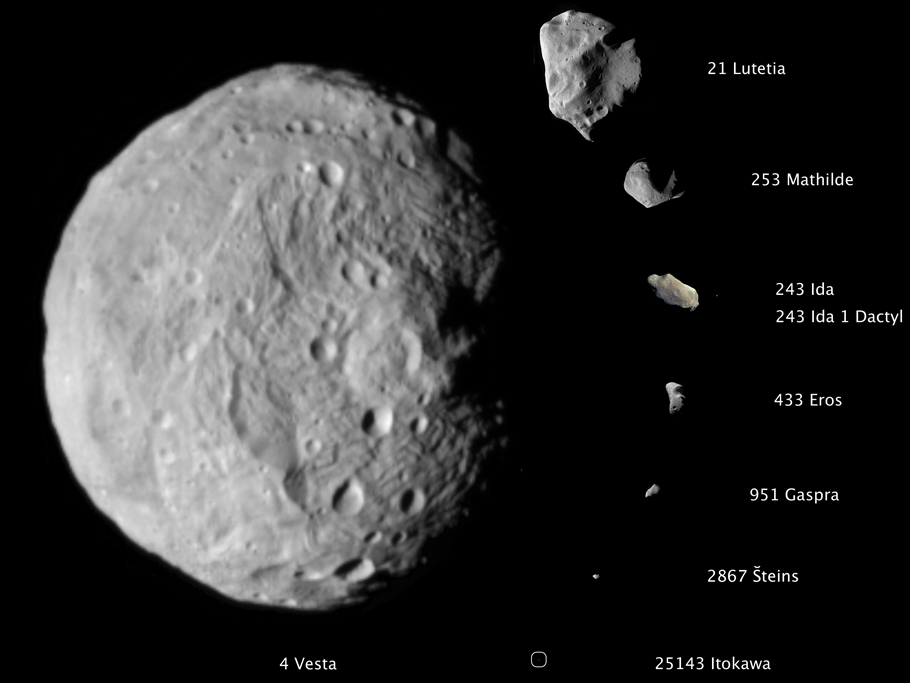 21 Lutetia
253 Mathilde
243 Ida
243 Ida 1 Dactyl
433 Eros
951 Gaspra
2867 Šteins
4 Vesta
25143 Itokawa